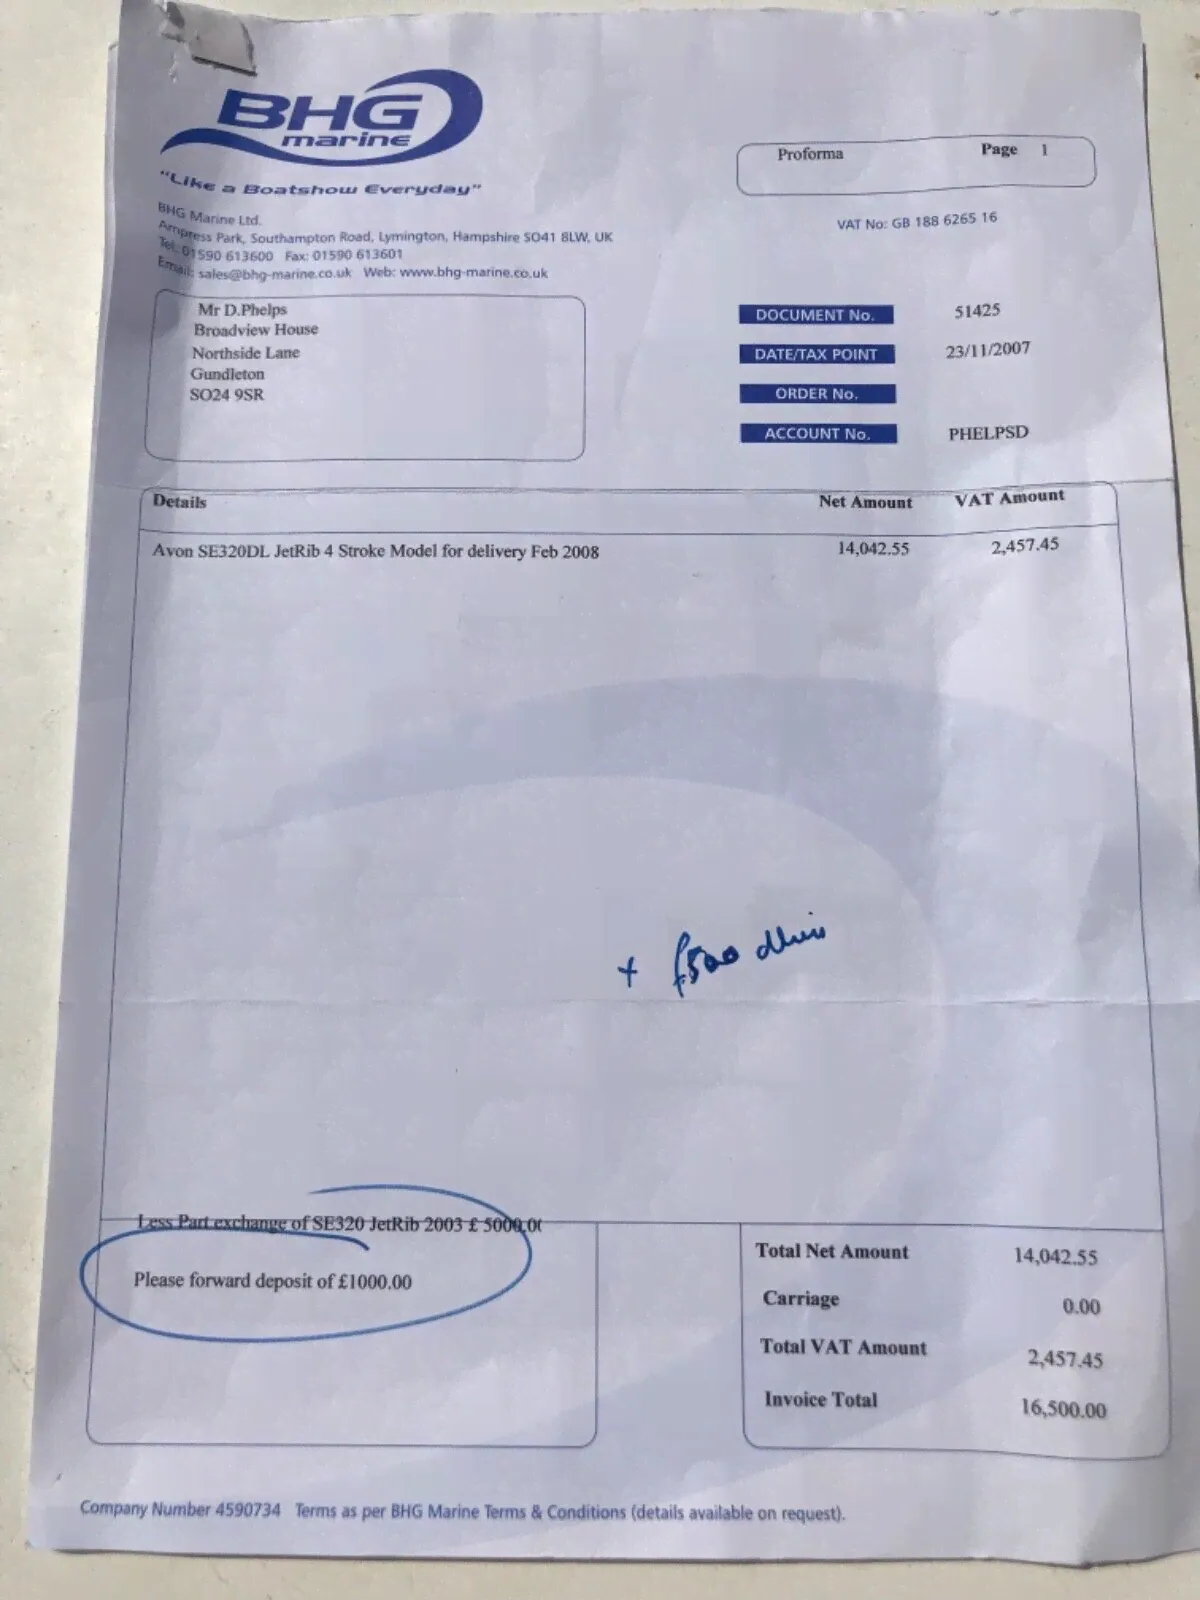 BHG
marine
"Like a Boatshow Everyday"
BHG Marine Ltd.
Ampress Park, Southampton Road, Lymington, Hampshire SO41 8LW, UK
Tel: 01590 613600 Fax: 01590 613601
Email: sales@bhg-marine.co.uk Web: www.bhg-marine.co.uk
Proforma Page 1
VAT No: GB 188 6265 16
Mr D.Phelps
Broadview House
Northside Lane
Gundleton
SO24 9SR
DOCUMENT No. 51425
DATE/TAX POINT 23/11/2007
ORDER No.
ACCOUNT No. PHELPSD
Details Net Amount VAT Amount
Avon SE320DL JetRib 4 Stroke Model for delivery Feb 2008 14,042.55 2,457.45
+ £500
Less Part exchange of SE320 JetRib 2003 £ 5000.00
Please forward deposit of £1000.00
Total Net Amount 14,042.55
Carriage 0.00
Total VAT Amount 2,457.45
Invoice Total 16,500.00
Company Number 4590734 Terms as per BHG Marine Terms & Conditions (details available on request).